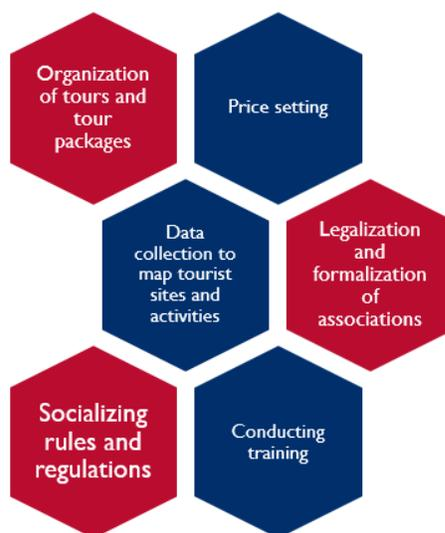 Organization
of tours and
tour
packages
Price setting
Data
collection to
map tourist
sites and
activities
Legalization
and
formalization
of
associations
Socializing
rules and
regulations
Conducting
training